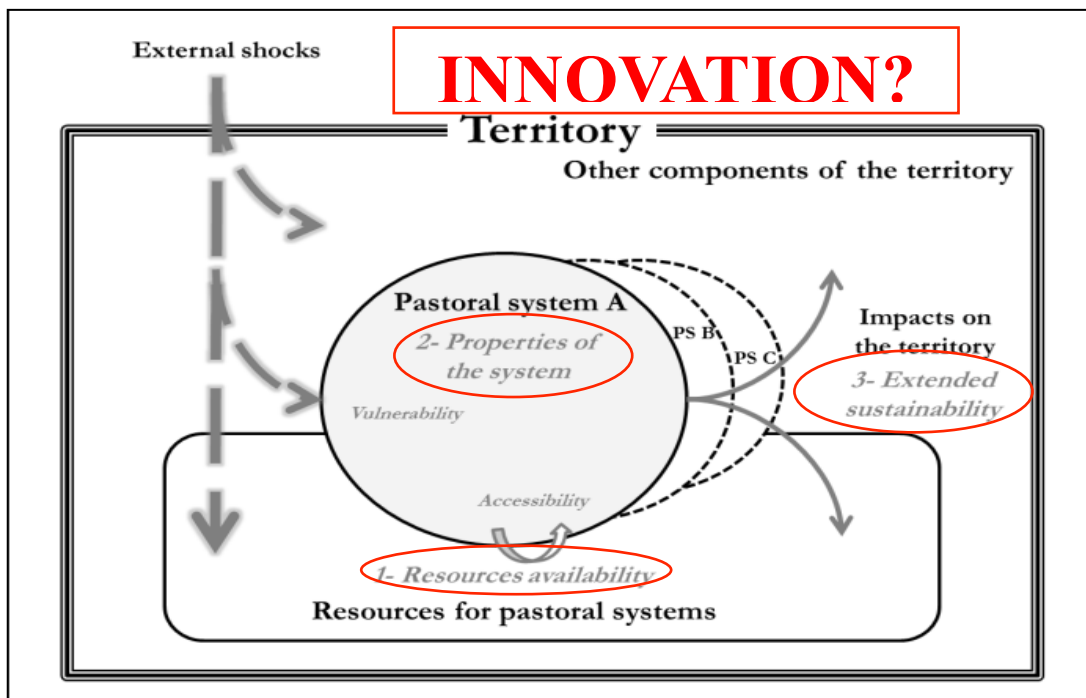 External shocks
INNOVATION?
Territory
Other components of the territory
Pastoral system A
2- Properties of
the system
PS B
PS C
Impacts on
the territory
3- Extended
sustainability
Vulnerability
Accessibility
1- Resources availability
Resources for pastoral systems